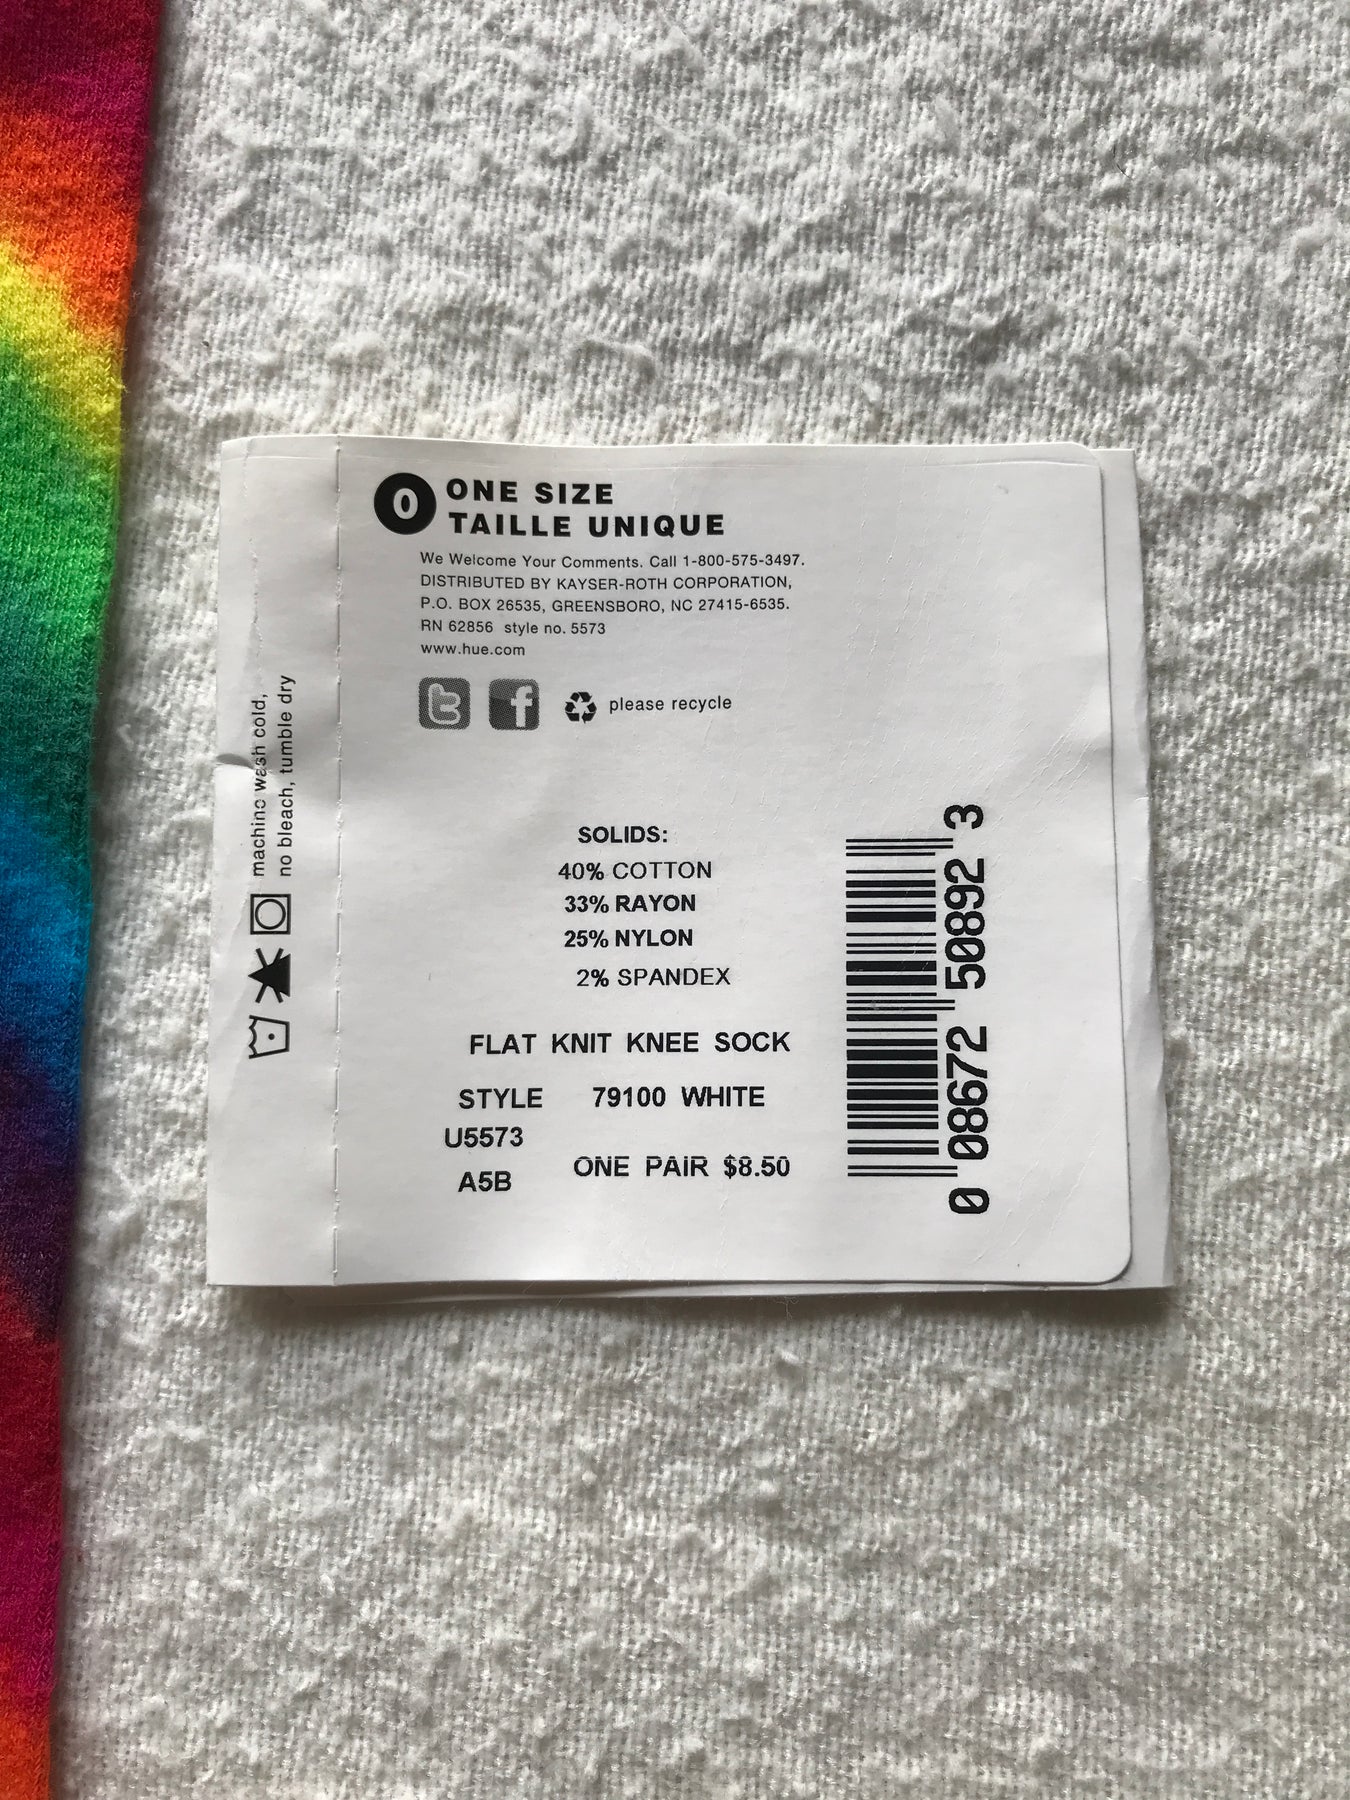 0 ONE SIZE
TAILLE UNIQUE
We Welcome Your Comments. Call 1-800-575-3497.
DISTRIBUTED BY KAYSER-ROTH CORPORATION,
P.O. BOX 26535, GREENSBORO, NC 27415-6535.
RN 62856 style no. 5573
www.hue.com
t f please recycle
machine wash cold,
no bleach, tumble dry
SOLIDS:
40% COTTON
33% RAYON
25% NYLON
2% SPANDEX
FLAT KNIT KNEE SOCK
STYLE 79100 WHITE
U5573
ONE PAIR $8.50
A5B
0 08672 50892 3